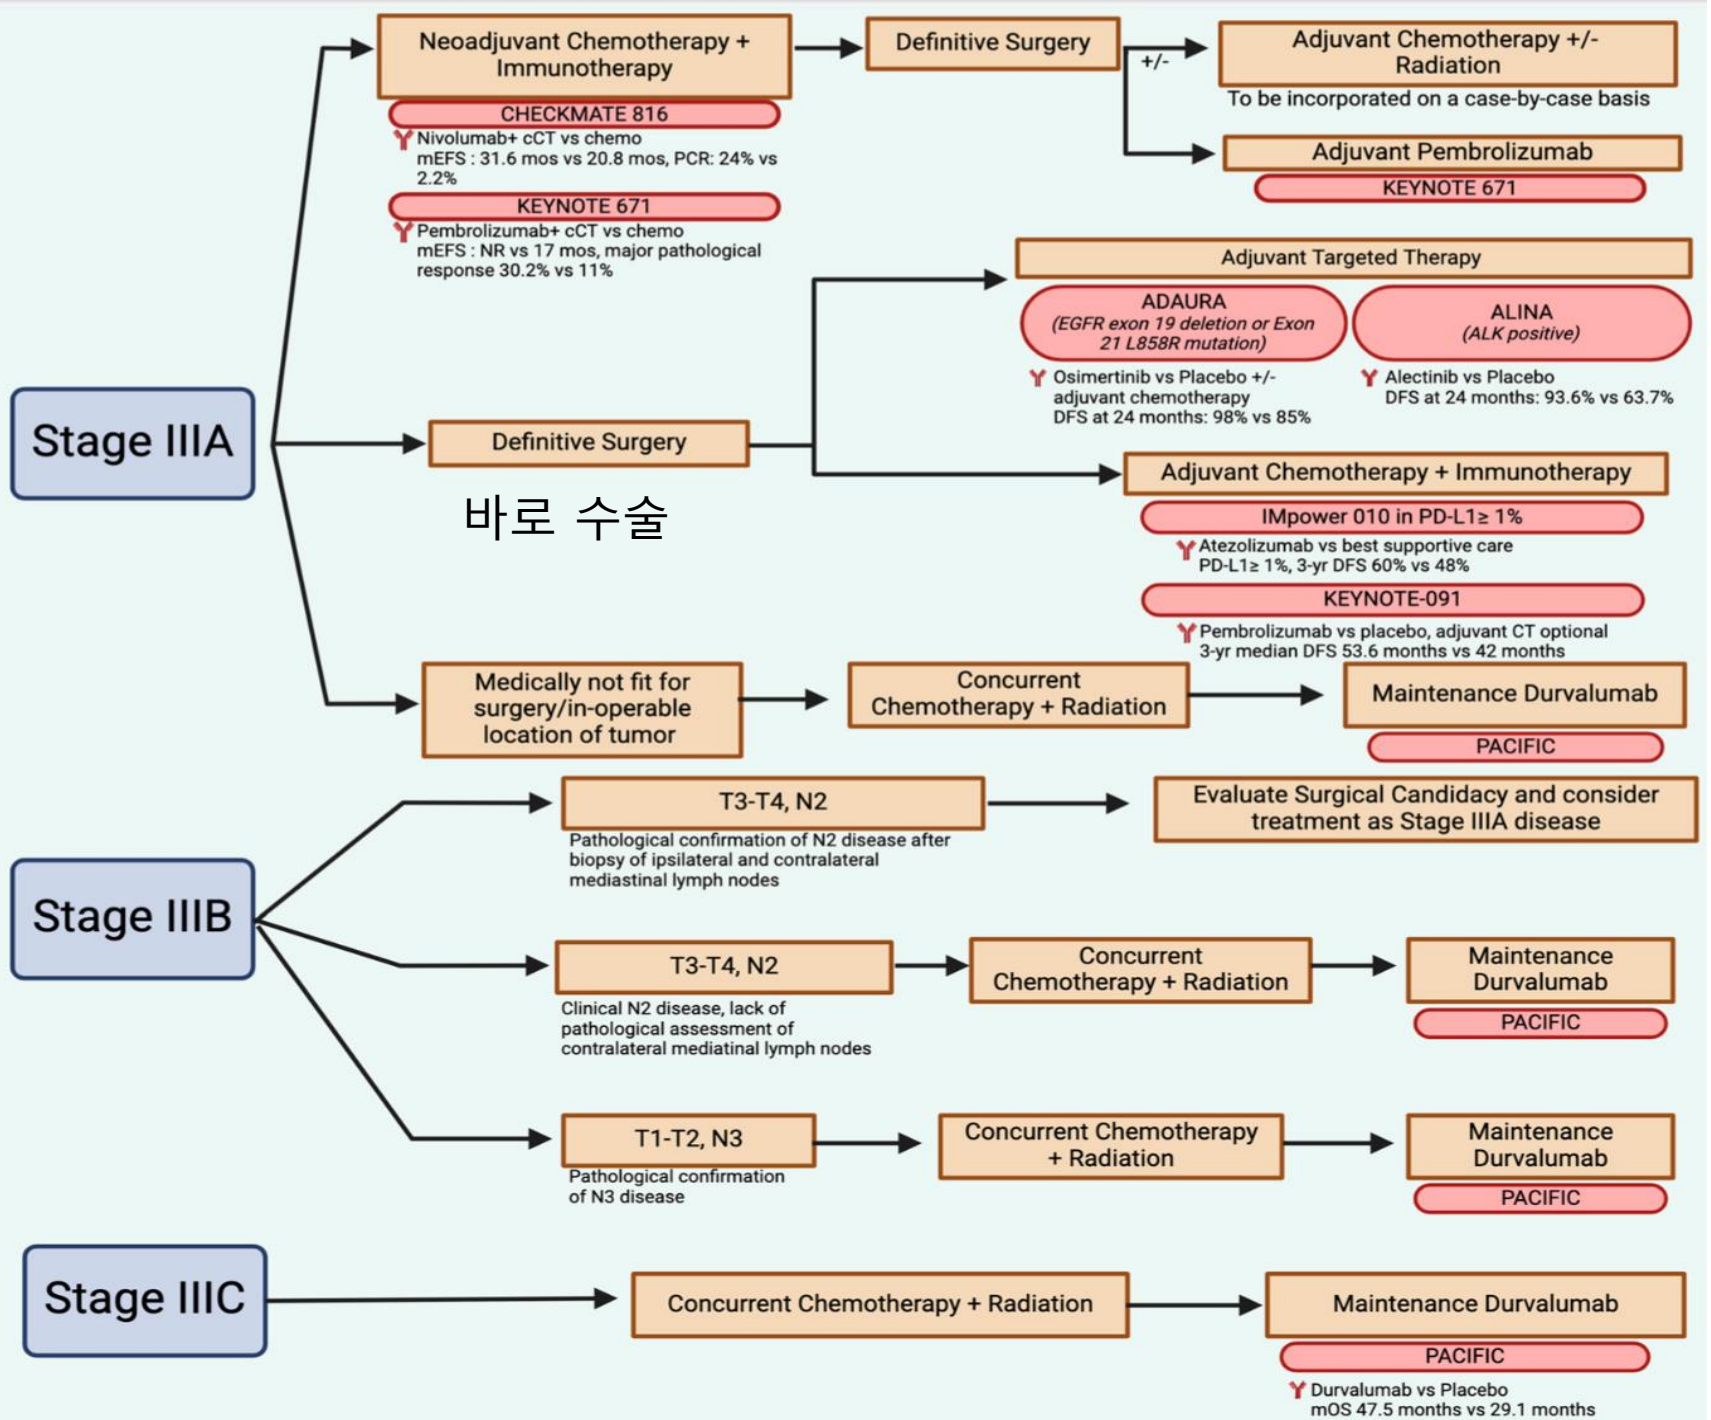 Neoadjuvant Chemotherapy +
Immunotherapy
CHECKMATE 816
Nivolumab+ cCT vs chemo
mEFS : 31.6 mos vs 20.8 mos, PCR: 24% vs
2.2%
KEYNOTE 671
Pembrolizumab+ cCT vs chemo
mEFS : NR vs 17 mos, major pathological
response 30.2% vs 11%
Definitive Surgery
+/-
Adjuvant Chemotherapy +/-
Radiation
To be incorporated on a case-by-case basis
Adjuvant Pembrolizumab
KEYNOTE 671
Stage IIIA
Definitive Surgery
바로 수술
Adjuvant Targeted Therapy
ADAURA
(EGFR exon 19 deletion or Exon
21 L858R mutation)
Osimertinib vs Placebo +/-
adjuvant chemotherapy
DFS at 24 months: 98% vs 85%
ALINA
(ALK positive)
Alectinib vs Placebo
DFS at 24 months: 93.6% vs 63.7%
Adjuvant Chemotherapy + Immunotherapy
IMpower 010 in PD-L1≥ 1%
Atezolizumab vs best supportive care
PD-L1≥ 1%, 3-yr DFS 60% vs 48%
KEYNOTE-091
Pembrolizumab vs placebo, adjuvant CT optional
3-yr median DFS 53.6 months vs 42 months
Medically not fit for
surgery/in-operable
location of tumor
Concurrent
Chemotherapy + Radiation
Maintenance Durvalumab
PACIFIC
Stage IIIB
T3-T4, N2
Pathological confirmation of N2 disease after
biopsy of ipsilateral and contralateral
mediastinal lymph nodes
Evaluate Surgical Candidacy and consider
treatment as Stage IIIA disease
T3-T4, N2
Clinical N2 disease, lack of
pathological assessment of
contralateral mediatinal lymph nodes
Concurrent
Chemotherapy + Radiation
Maintenance
Durvalumab
PACIFIC
T1-T2, N3
Pathological confirmation
of N3 disease
Concurrent Chemotherapy
+ Radiation
Maintenance
Durvalumab
PACIFIC
Stage IIIC
Concurrent Chemotherapy + Radiation
Maintenance Durvalumab
PACIFIC
Durvalumab vs Placebo
mOS 47.5 months vs 29.1 months